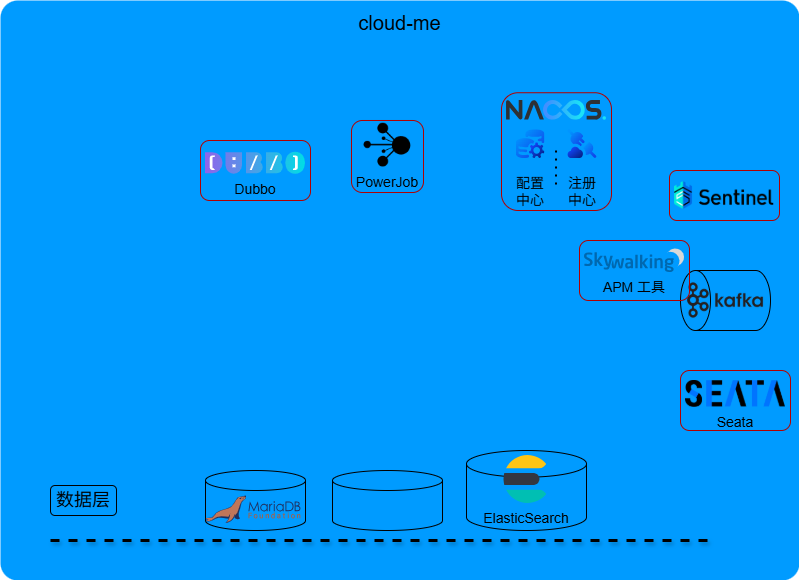 cloud-me
NACOS.
[://]
Dubbo
PowerJob
配置
中心
注册
中心
Sentinel
Skywalking
APM 工具
kafka
SEATA
Seata
数据层
MariaDB
FOUNDATION
ElasticSearch